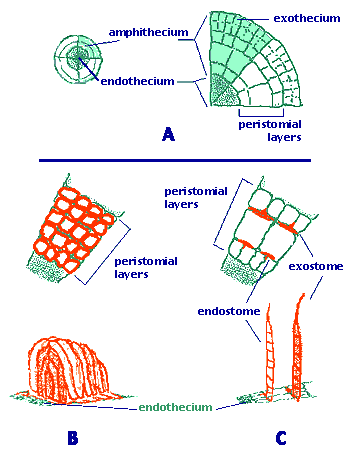 amphithecium
exothecium
endothecium
A
peristomial
layers
peristomial
layers
peristomial
layers
exostome
endostome
endothecium
B
C